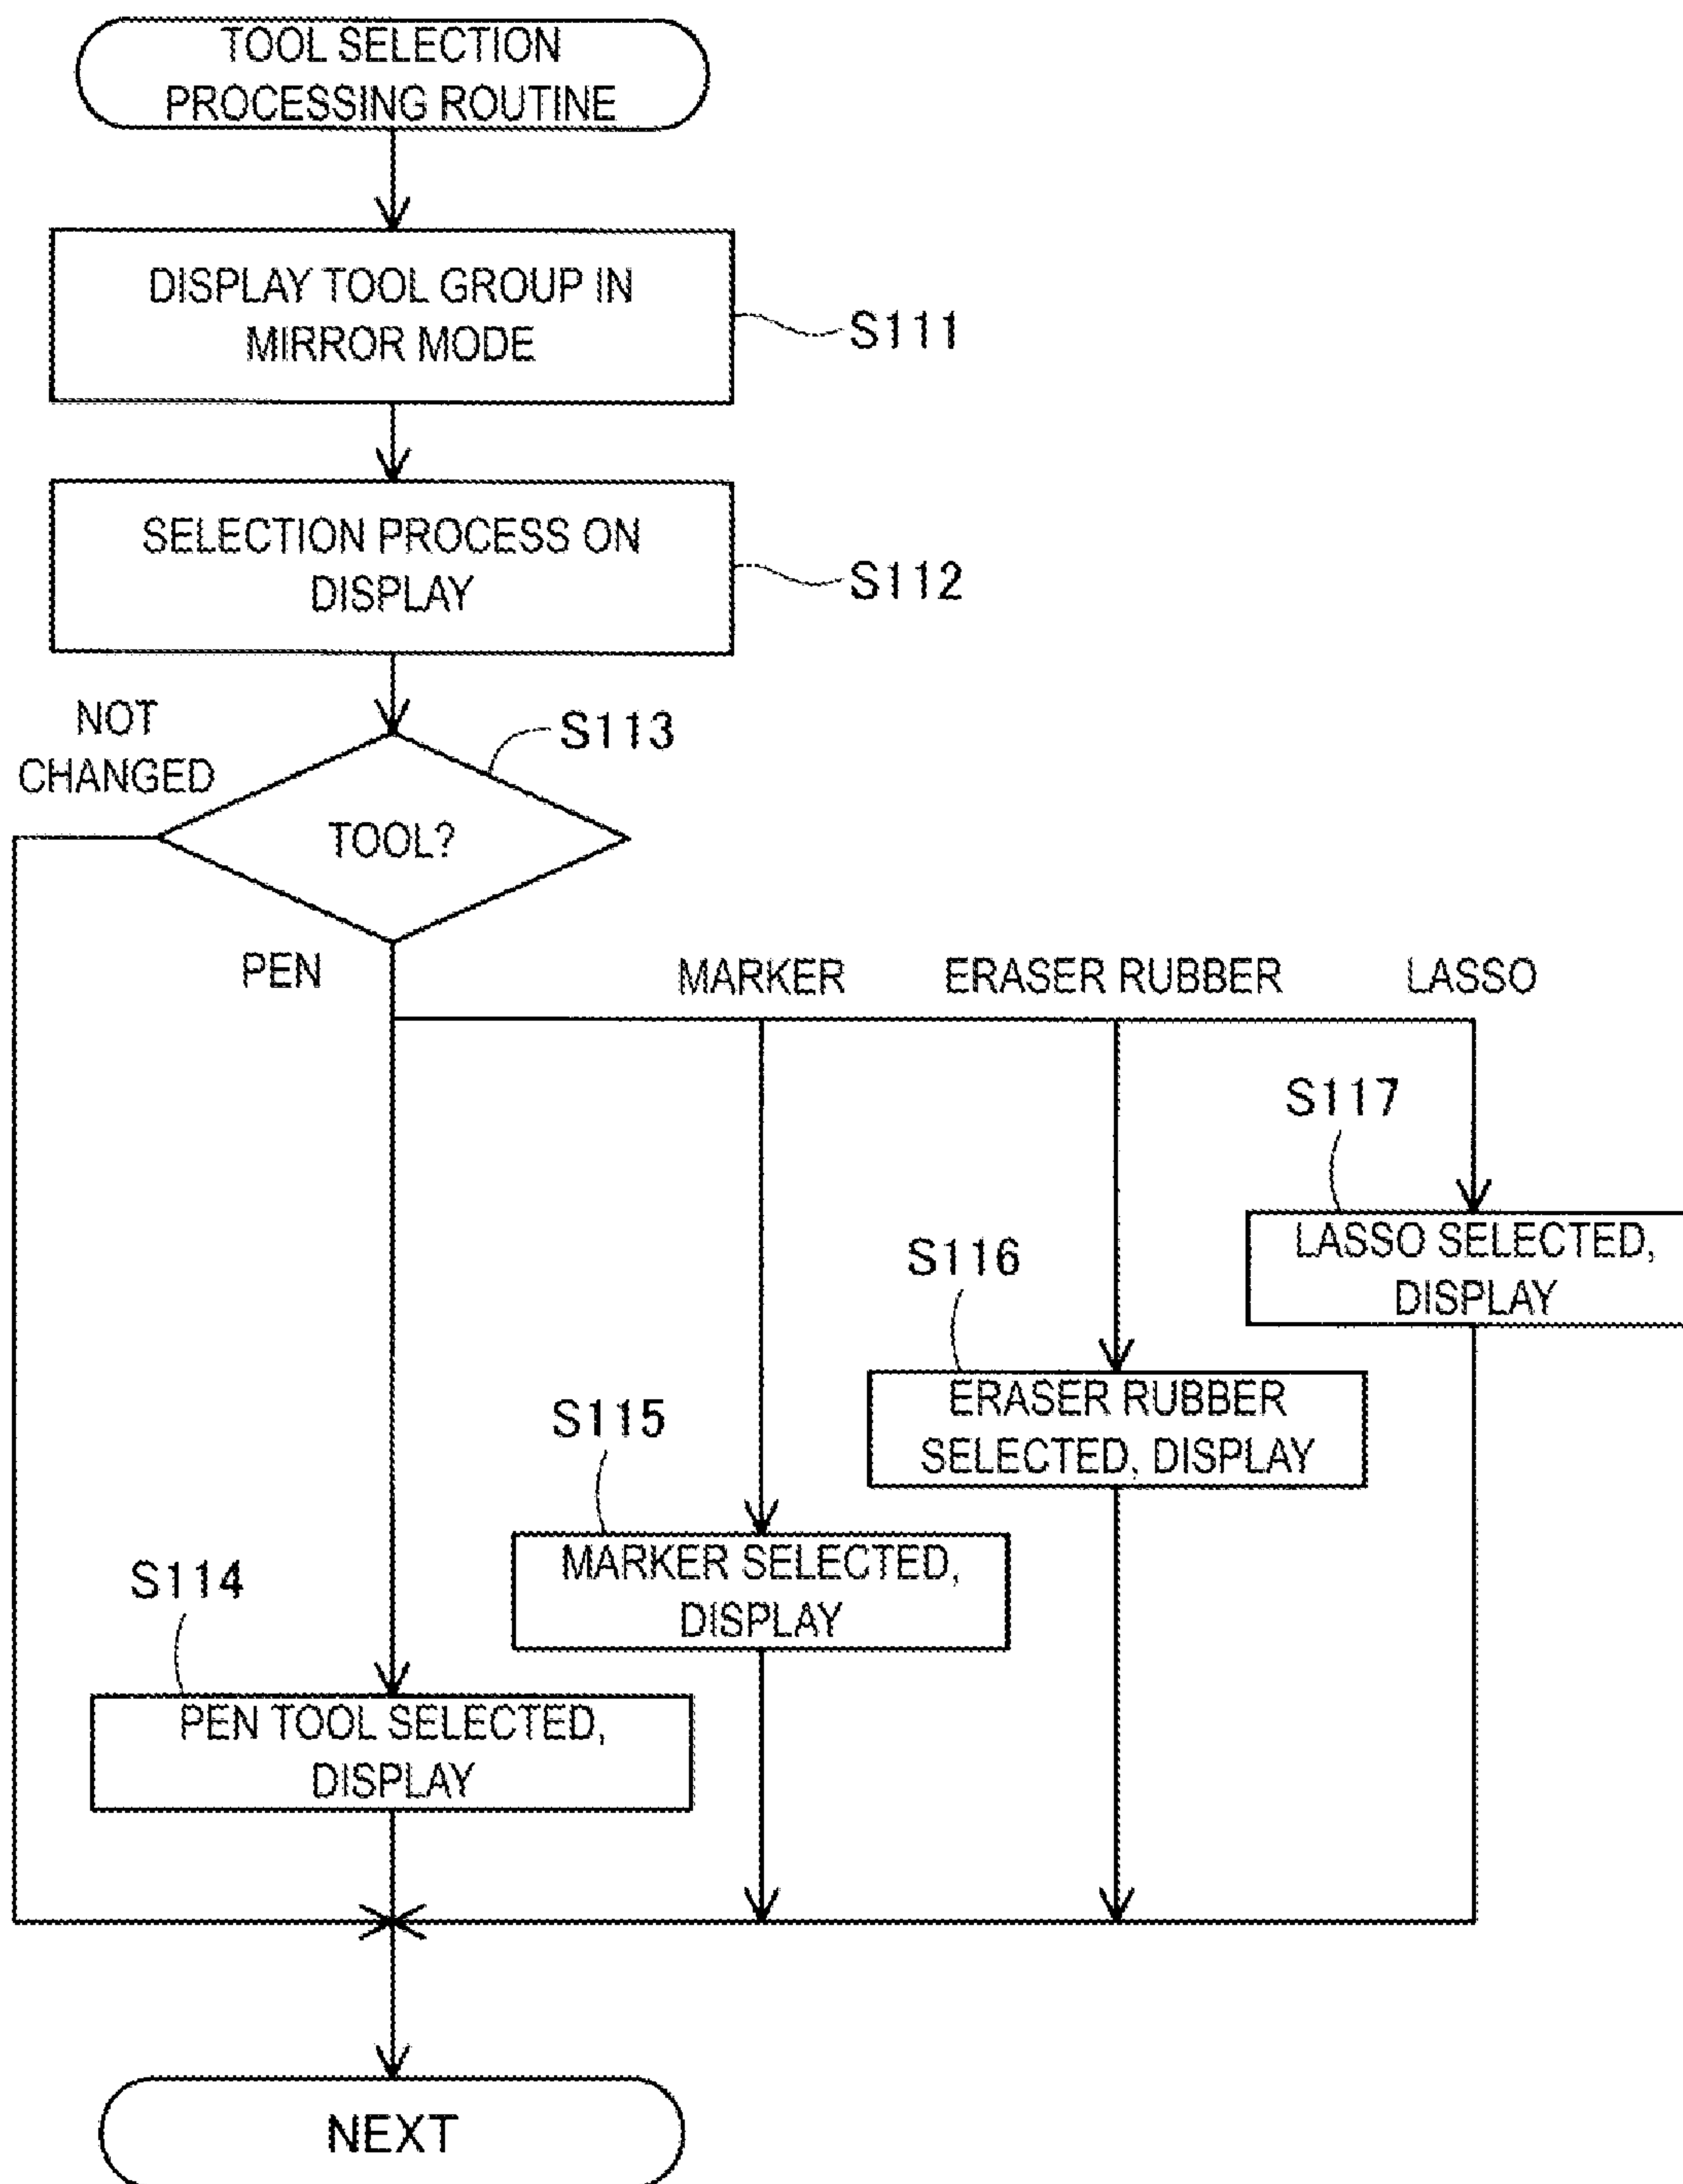 TOOL SELECTION
PROCESSING ROUTINE
DISPLAY TOOL GROUP IN
MIRROR MODE
S111
SELECTION PROCESS ON
DISPLAY
S112
NOT
CHANGED
S113
TOOL?
PEN
MARKER
ERASER RUBBER
LASSO
S117
LASSO SELECTED,
DISPLAY
S116
ERASER RUBBER
SELECTED, DISPLAY
S115
MARKER SELECTED,
DISPLAY
S114
PEN TOOL SELECTED,
DISPLAY
NEXT